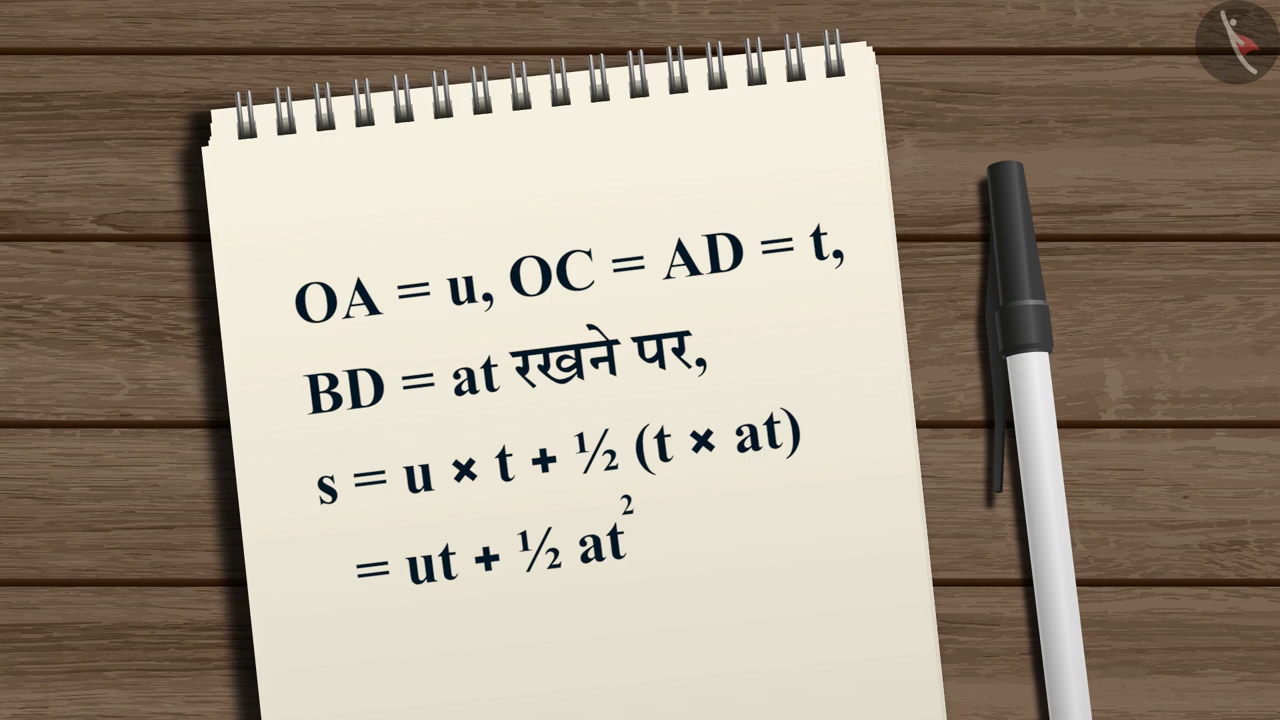 OA = u, OC = AD = t,
BD = at रखने पर,
s = u × t + ½ (t × at)
= ut + ½ at²